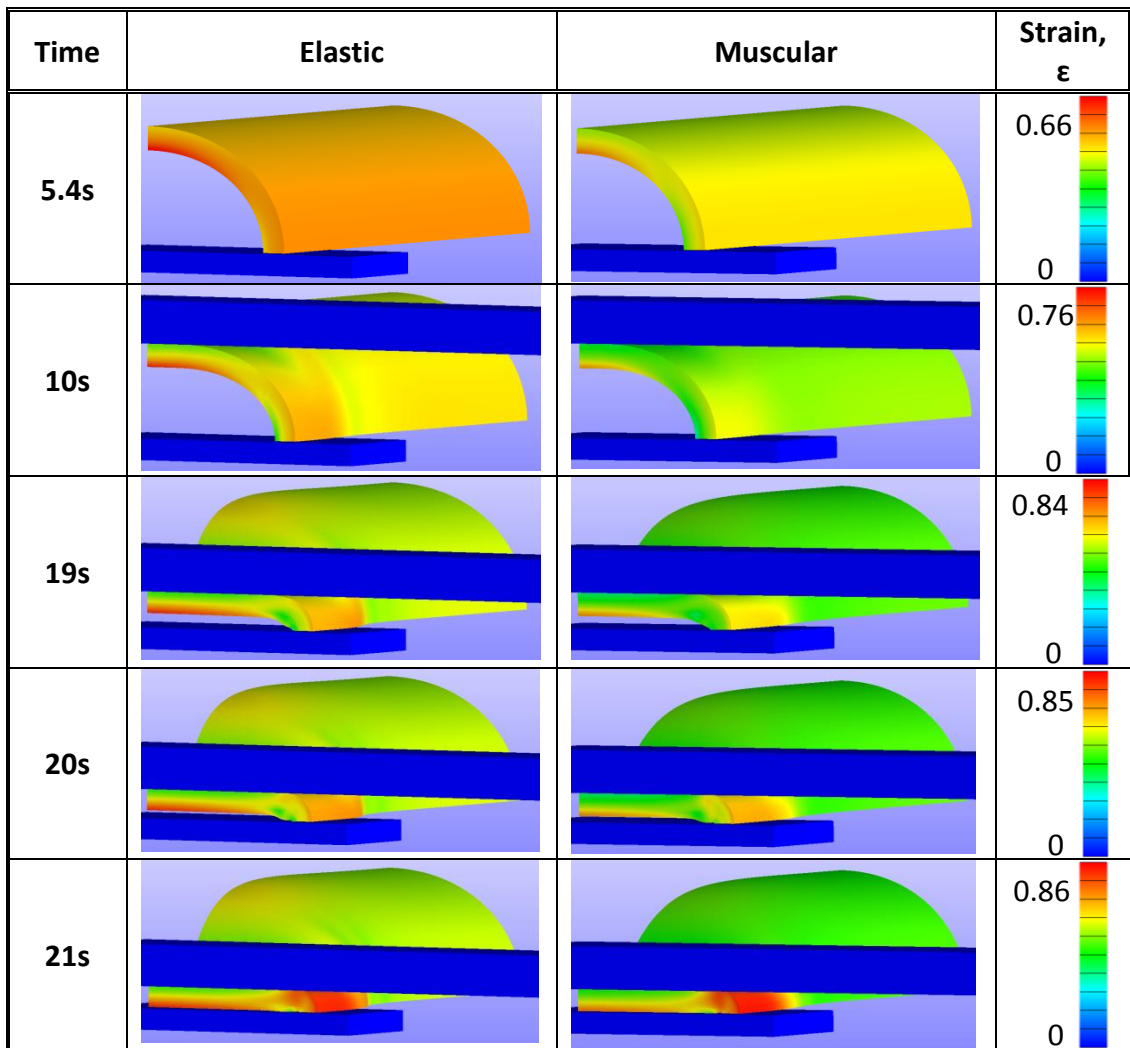 Time
Elastic
Muscular
Strain,
ε
5.4s
0.66
0
10s
0.76
0
19s
0.84
0
20s
0.85
0
21s
0.86
0